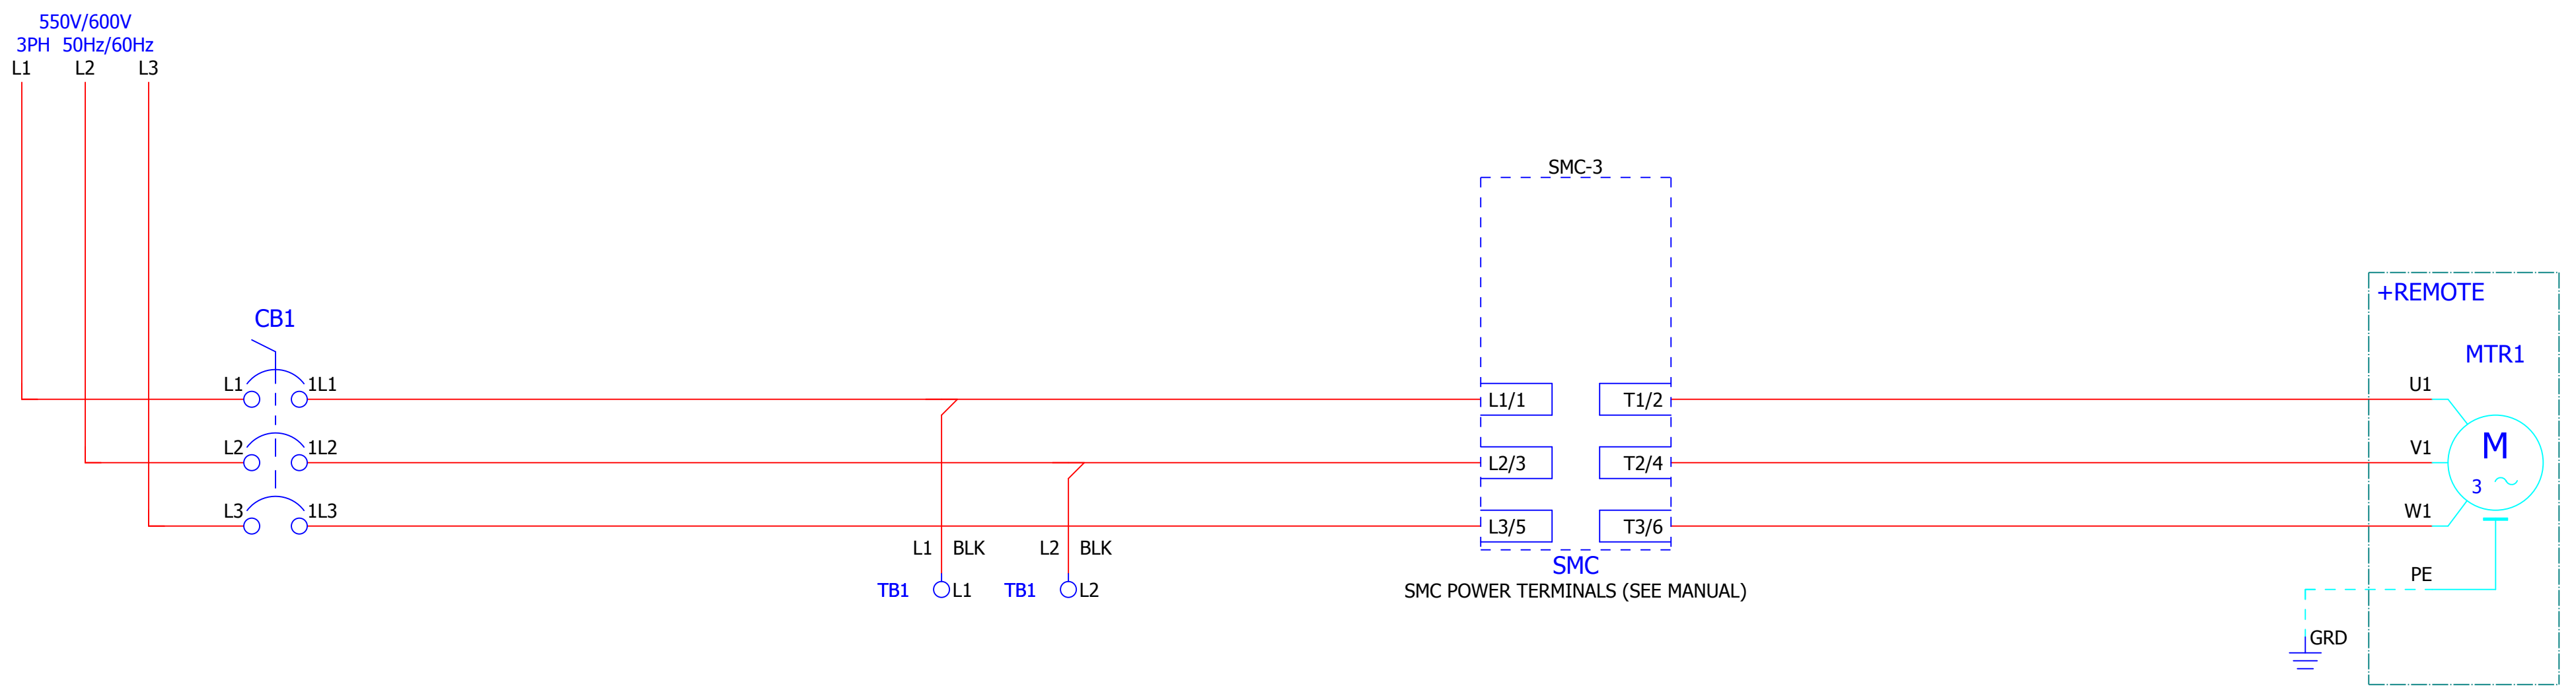 550V/600V
3PH 50Hz/60Hz
L1 L2 L3
SMC-3
+REMOTE
CB1
MTR1
L1 1L1
L1/1 T1/2
U1
L2 1L2
L2/3 T2/4
V1
M
3
L3 1L3
L3/5 T3/6
W1
L1 BLK L2 BLK
SMC
PE
TB1 L1 TB1 L2
SMC POWER TERMINALS (SEE MANUAL)
GRD